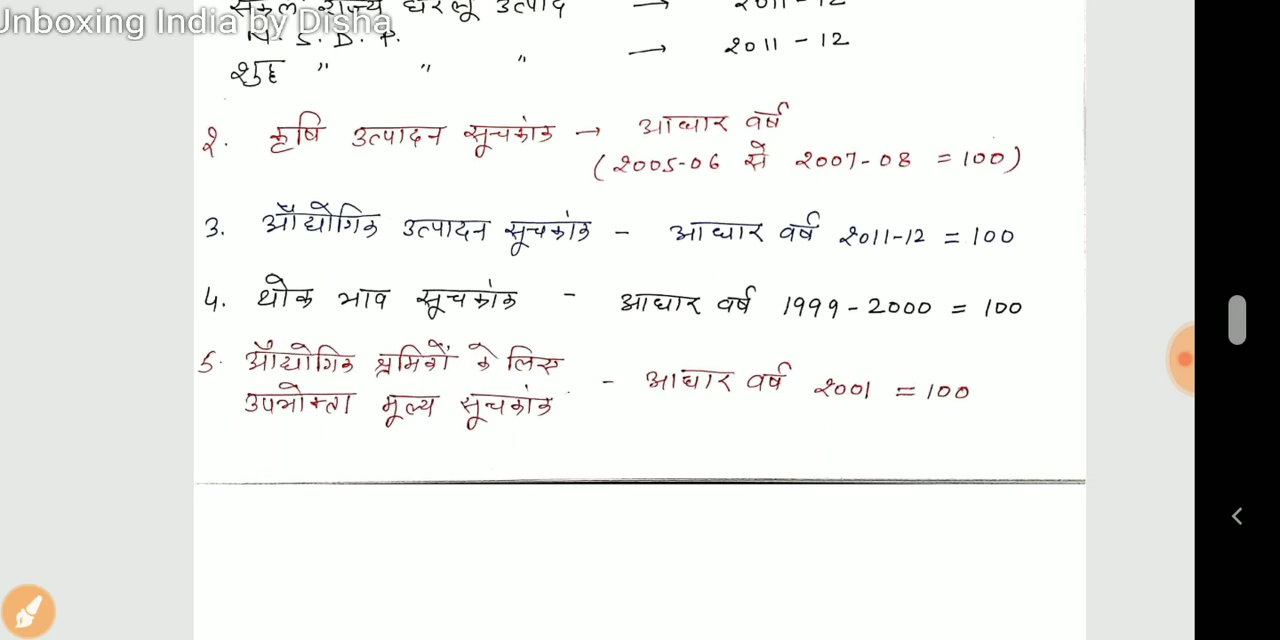 Unboxing India by Disha
सकल राज्य घरेलू उत्पाद → 2011-12
N. S. D. P.
शुद्ध " " " → 2011-12
2. कृषि उत्पादन सूचकांक → आधार वर्ष
(2005-06 से 2007-08 = 100)
3. औद्योगिक उत्पादन सूचकांक - आधार वर्ष 2011-12 = 100
4. थोक भाव सूचकांक - आधार वर्ष 1999-2000 = 100
5. औद्योगिक श्रमिकों के लिए
उपभोक्ता मूल्य सूचकांक - आधार वर्ष 2001 = 100